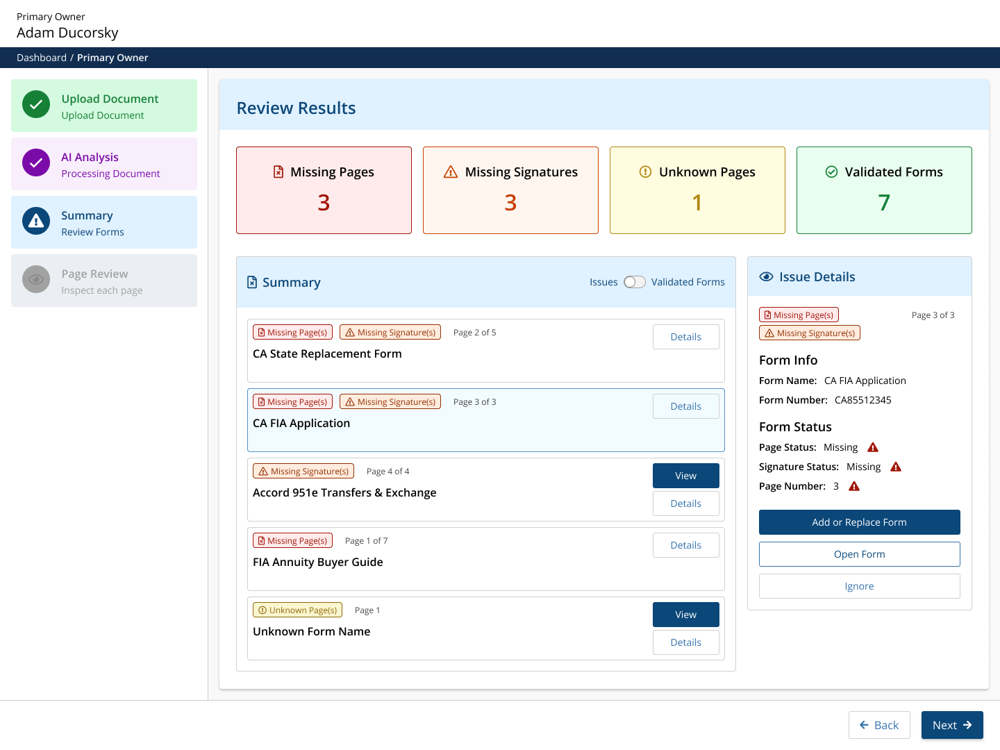 Primary Owner
Adam Ducorsky
Dashboard / Primary Owner
Upload Document
Upload Document
AI Analysis
Processing Document
Summary
Review Forms
Page Review
Inspect each page
Review Results
Missing Pages
3
Missing Signatures
3
Unknown Pages
1
Validated Forms
7
Summary
Issues Validated Forms
Missing Page(s) Missing Signature(s) Page 2 of 5
CA State Replacement Form
Details
Missing Page(s) Missing Signature(s) Page 3 of 3
CA FIA Application
Details
Missing Signature(s) Page 4 of 4
Accord 951e Transfers & Exchange
View
Details
Missing Page(s) Page 1 of 7
FIA Annuity Buyer Guide
Details
Unknown Page(s) Page 1
Unknown Form Name
View
Details
Issue Details
Missing Page(s) Page 3 of 3
Missing Signature(s)
Form Info
Form Name: CA FIA Application
Form Number: CA85512345
Form Status
Page Status: Missing
Signature Status: Missing
Page Number: 3
Add or Replace Form
Open Form
Ignore
Back
Next